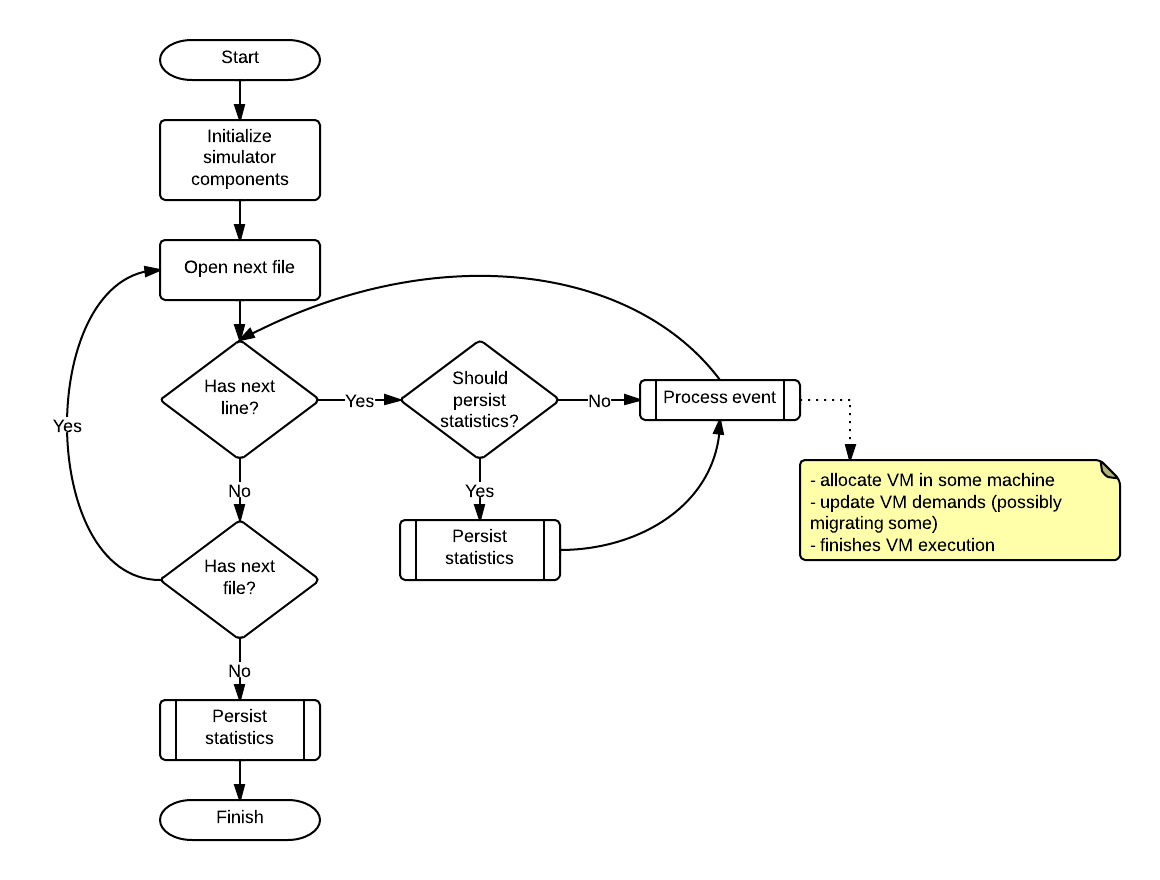 Start
Initialize
simulator
components
Open next file
Has next
line?
Yes
Should
persist
statistics?
No
Process event
Yes
- allocate VM in some machine
- update VM demands (possibly
migrating some)
- finishes VM execution
No
Yes
Persist
statistics
Has next
file?
No
Persist
statistics
Finish